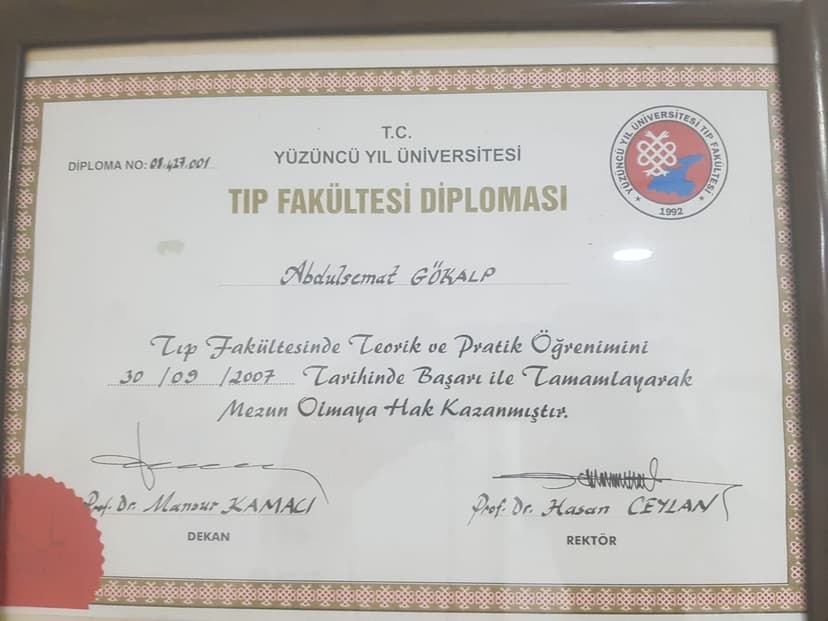 T.C.
YÜZÜNCÜ YIL ÜNİVERSİTESİ
DIPLOMA NO: 08.427.001
TIP FAKÜLTESİ DİPLOMASI
YÜZÜNCÜ YIL ÜNİVERSİTESİ TIP FAKÜLTESİ
1992
Abdulsemat GÖKALP
Tıp Fakültesinde Teorik ve Pratik Öğrenimini
30 / 09 / 2007 Tarihinde Başarı ile Tamamlayarak
Mezun Olmaya Hak Kazanmıştır.
Prof. Dr. Mansur KAMACI
DEKAN
Prof. Dr. Hasan CEYLAN
REKTÖR